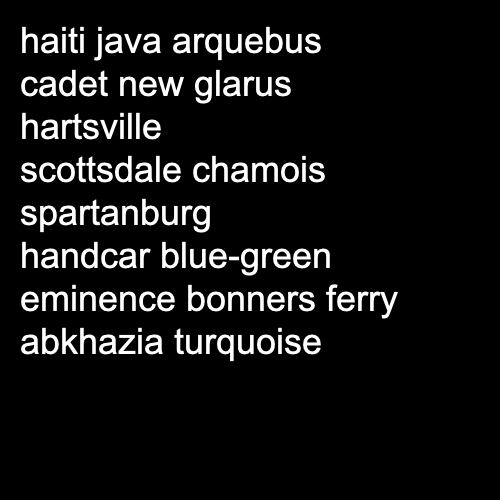 haiti java arquebus
cadet new glarus
hartsville
scottsdale chamois
spartanburg
handcar blue-green
eminence bonners ferry
abkhazia turquoise